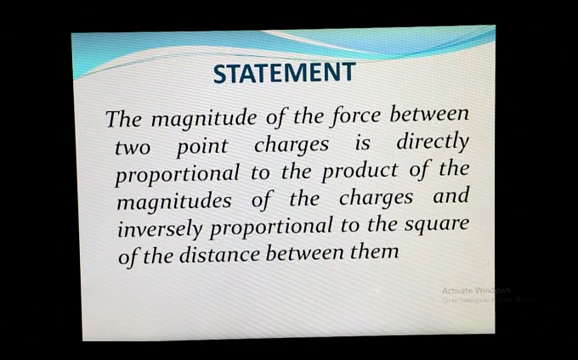 STATEMENT
The magnitude of the force between
two point charges is directly
proportional to the product of the
magnitudes of the charges and
inversely proportional to the square
of the distance between them
Activate Windows